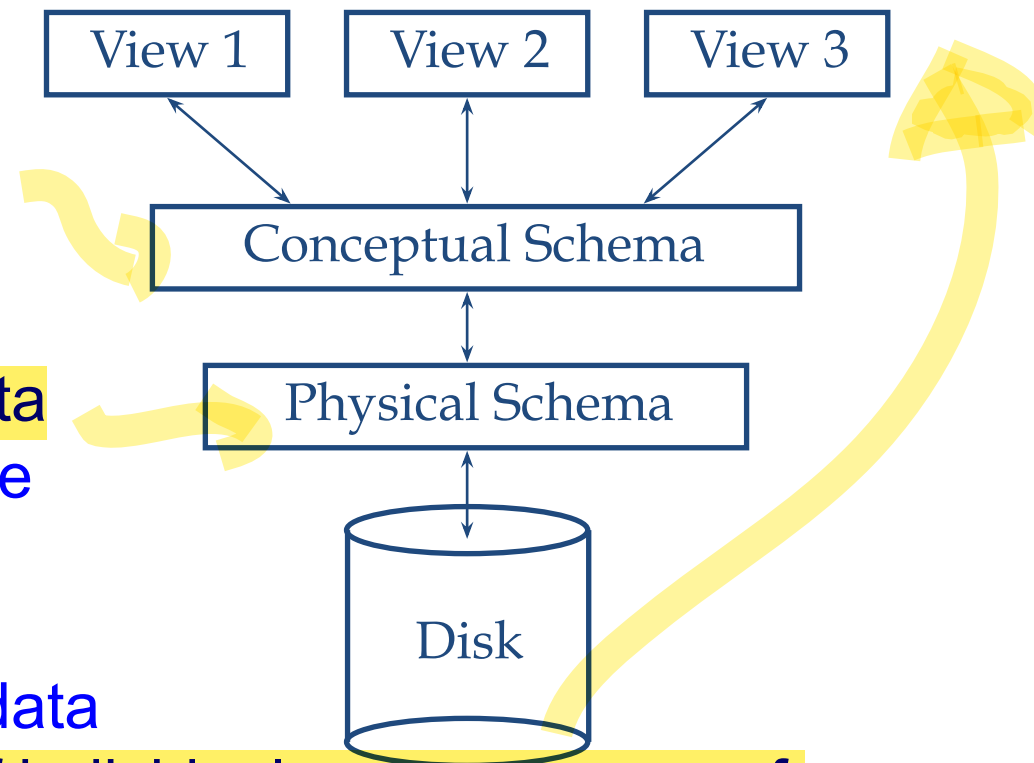 View 1 View 2 View 3
Conceptual Schema
ta
Physical Schema
e
Disk
data